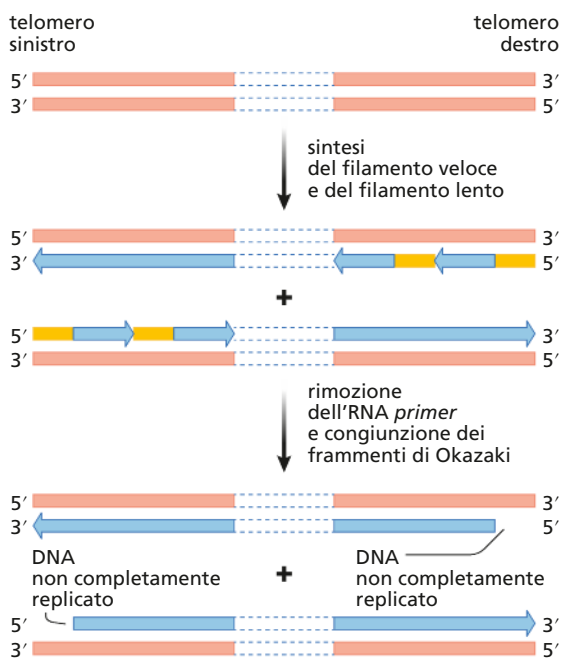 telomero
sinistro
telomero
destro
5′ 3′
3′ 5′
sintesi
del filamento veloce
e del filamento lento
5′ 3′
3′ 5′
+
5′ 3′
3′ 5′
rimozione
dell’RNA primer
e congiunzione dei
frammenti di Okazaki
5′ 3′
3′ 5′
DNA
non completamente
replicato
+
DNA
non completamente
replicato
5′ 3′
3′ 5′